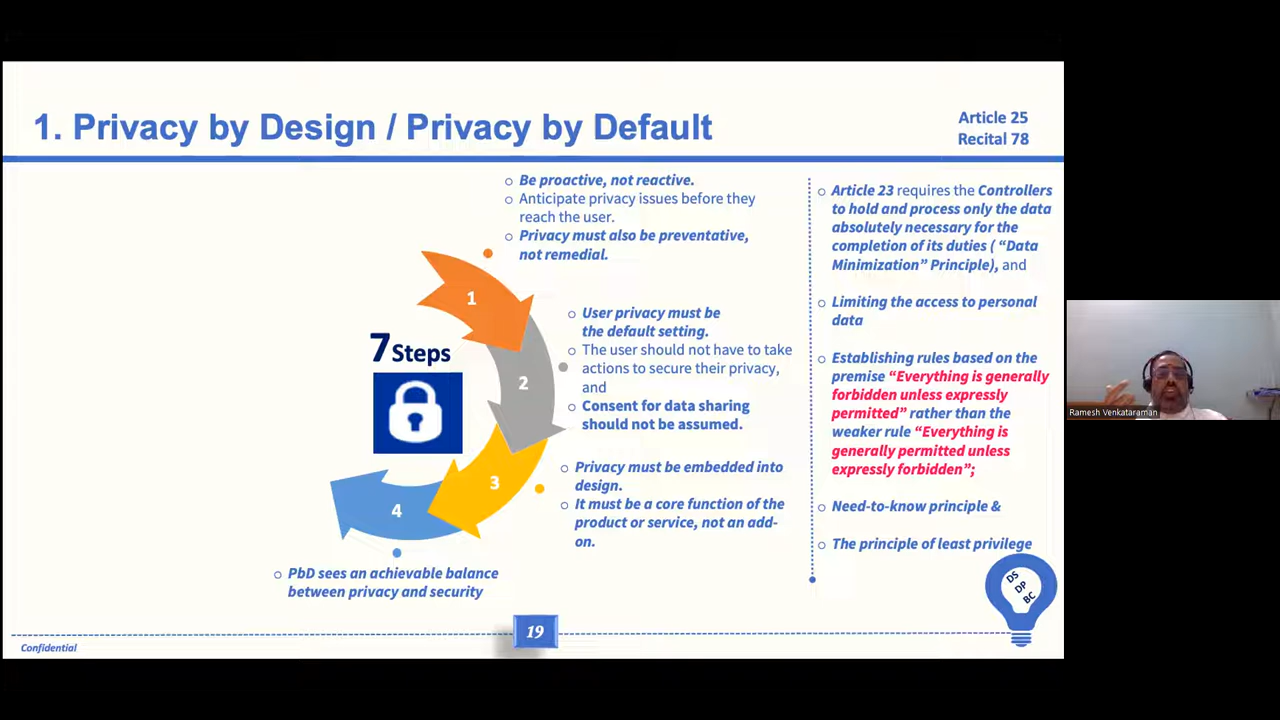 1. Privacy by Design / Privacy by Default
Article 25
Recital 78
Be proactive, not reactive.
Anticipate privacy issues before they
reach the user.
Privacy must also be preventative,
not remedial.
1
User privacy must be
the default setting.
The user should not have to take
actions to secure their privacy,
and
Consent for data sharing
should not be assumed.
2
7 Steps
Privacy must be embedded into
design.
It must be a core function of the
product or service, not an add-
on.
3
4
PbD sees an achievable balance
between privacy and security
Article 23 requires the Controllers
to hold and process only the data
absolutely necessary for the
completion of its duties ( “Data
Minimization” Principle), and
Limiting the access to personal
data
Establishing rules based on the
premise “Everything is generally
forbidden unless expressly
permitted” rather than the
weaker rule “Everything is
generally permitted unless
expressly forbidden”;
Need-to-know principle &
The principle of least privilege
DS
DP
BC
19
Confidential
Ramesh Venkataraman